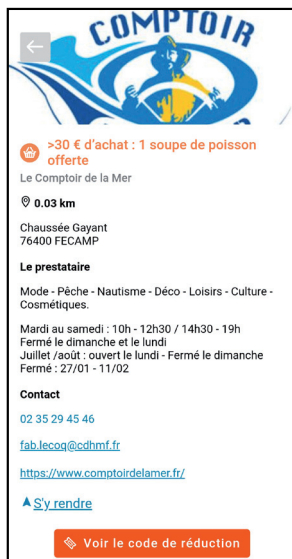 COMPTOIR
>30 € d'achat : 1 soupe de poisson
offerte
Le Comptoir de la Mer
0.03 km
Chaussée Gayant
76400 FECAMP
Le prestataire
Mode - Pêche - Nautisme - Déco - Loisirs - Culture -
Cosmétiques.
Mardi au samedi : 10h - 12h30 / 14h30 - 19h
Fermé le dimanche et le lundi
Juillet /août : ouvert le lundi - Fermé le dimanche
Fermé : 27/01 - 11/02
Contact
02 35 29 45 46
fab.lecoq@cdhmf.fr
https://www.comptoirdelamer.fr/
S'y rendre
Voir le code de réduction